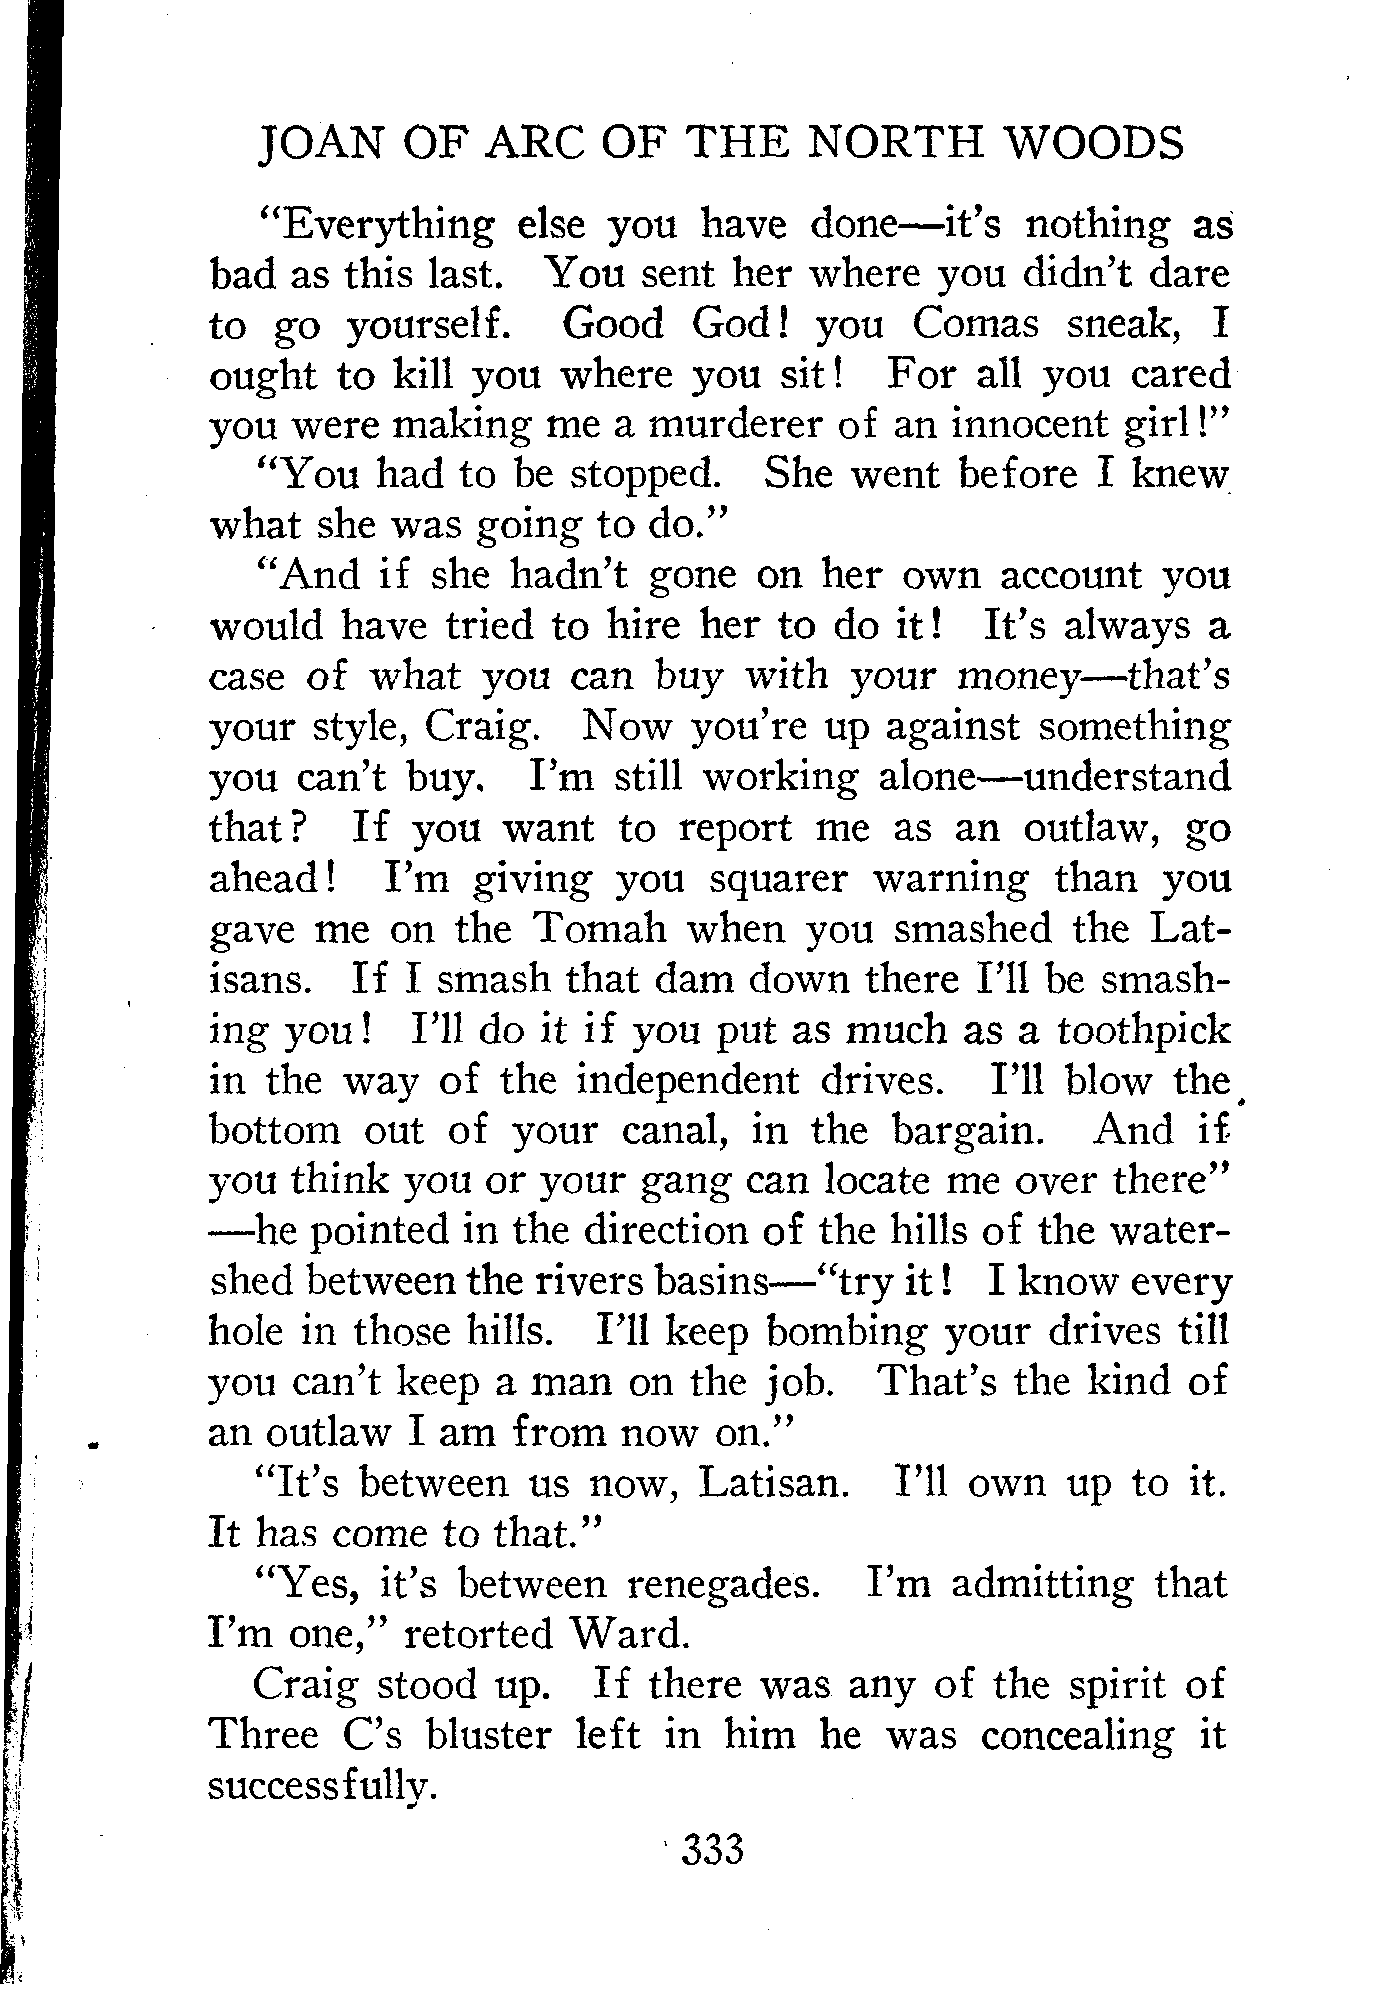 JOAN OF ARC OF THE NORTH WOODS
“Everything else you have done—it’s nothing as
bad as this last. You sent her where you didn’t dare
to go yourself. Good God! you Comas sneak, I
ought to kill you where you sit! For all you cared
you were making me a murderer of an innocent girl!”
“You had to be stopped. She went before I knew
what she was going to do.”
“And if she hadn’t gone on her own account you
would have tried to hire her to do it! It’s always a
case of what you can buy with your money—that’s
your style, Craig. Now you’re up against something
you can’t buy. I’m still working alone—understand
that? If you want to report me as an outlaw, go
ahead! I’m giving you squarer warning than you
gave me on the Tomah when you smashed the Lat-
isans. If I smash that dam down there I’ll be smash-
ing you! I’ll do it if you put as much as a toothpick
in the way of the independent drives. I’ll blow the
bottom out of your canal, in the bargain. And if
you think you or your gang can locate me over there”
—he pointed in the direction of the hills of the water-
shed between the rivers basins—“try it! I know every
hole in those hills. I’ll keep bombing your drives till
you can’t keep a man on the job. That’s the kind of
an outlaw I am from now on.”
“It’s between us now, Latisan. I’ll own up to it.
It has come to that.”
“Yes, it’s between renegades. I’m admitting that
I’m one,” retorted Ward.
Craig stood up. If there was any of the spirit of
Three C’s bluster left in him he was concealing it
successfully.
333